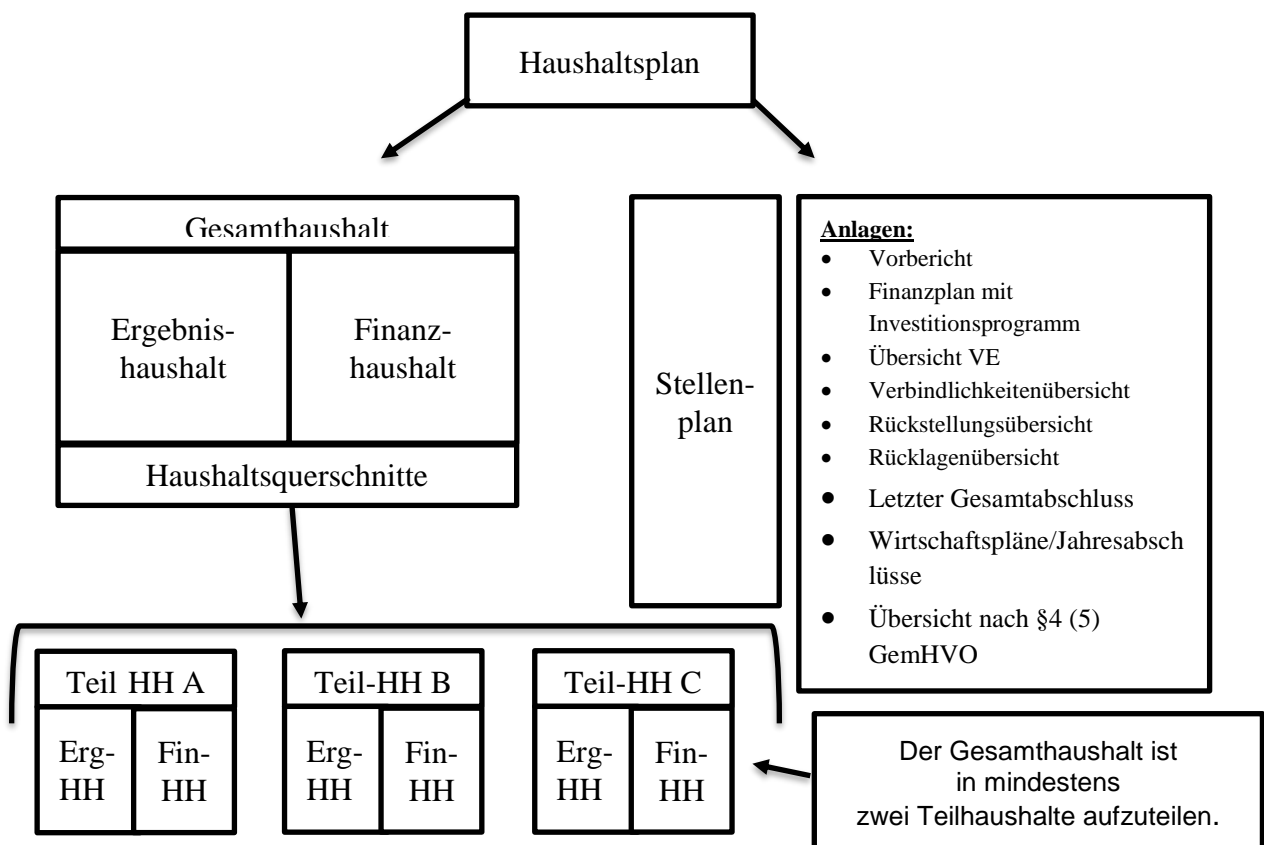 Haushaltsplan
Gesamthaushalt
Ergebnis-
haushalt
Finanz-
haushalt
Haushaltsquerschnitte
Stellen-
plan
Anlagen:
• Vorbericht
• Finanzplan mit
Investitionsprogramm
• Übersicht VE
• Verbindlichkeitenübersicht
• Rückstellungsübersicht
• Rücklagenübersicht
• Letzter Gesamtabschluss
• Wirtschaftspläne/Jahresabsch
lüsse
• Übersicht nach §4 (5)
GemHVO
Teil HH A
Erg-
HH
Fin-
HH
Teil-HH B
Erg-
HH
Fin-
HH
Teil-HH C
Erg-
HH
Fin-
HH
Der Gesamthaushalt ist
in mindestens
zwei Teilhaushalte aufzuteilen.